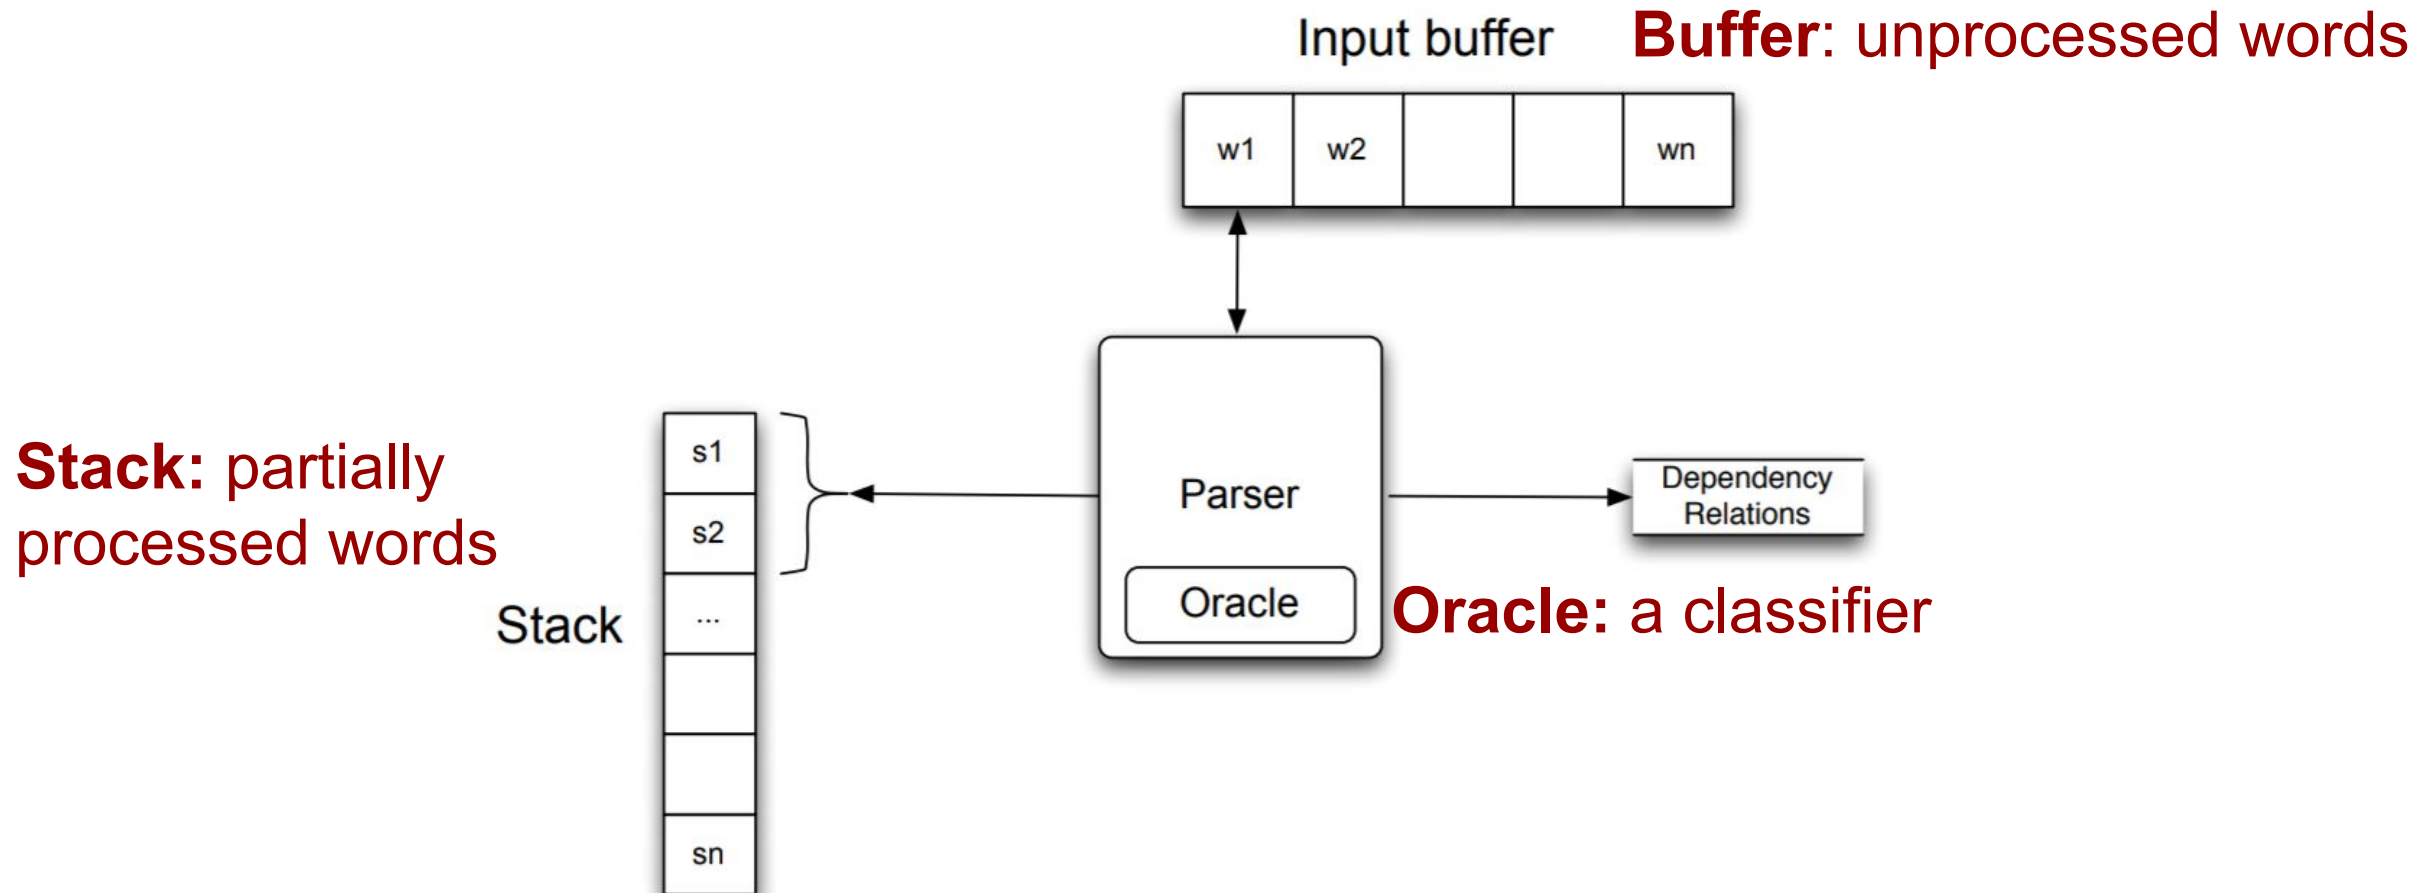 Input buffer
Buffer: unprocessed words
w1
w2
wn
Stack: partially
processed words
Stack
s1
s2
...
sn
Parser
Oracle
Dependency
Relations
Oracle: a classifier